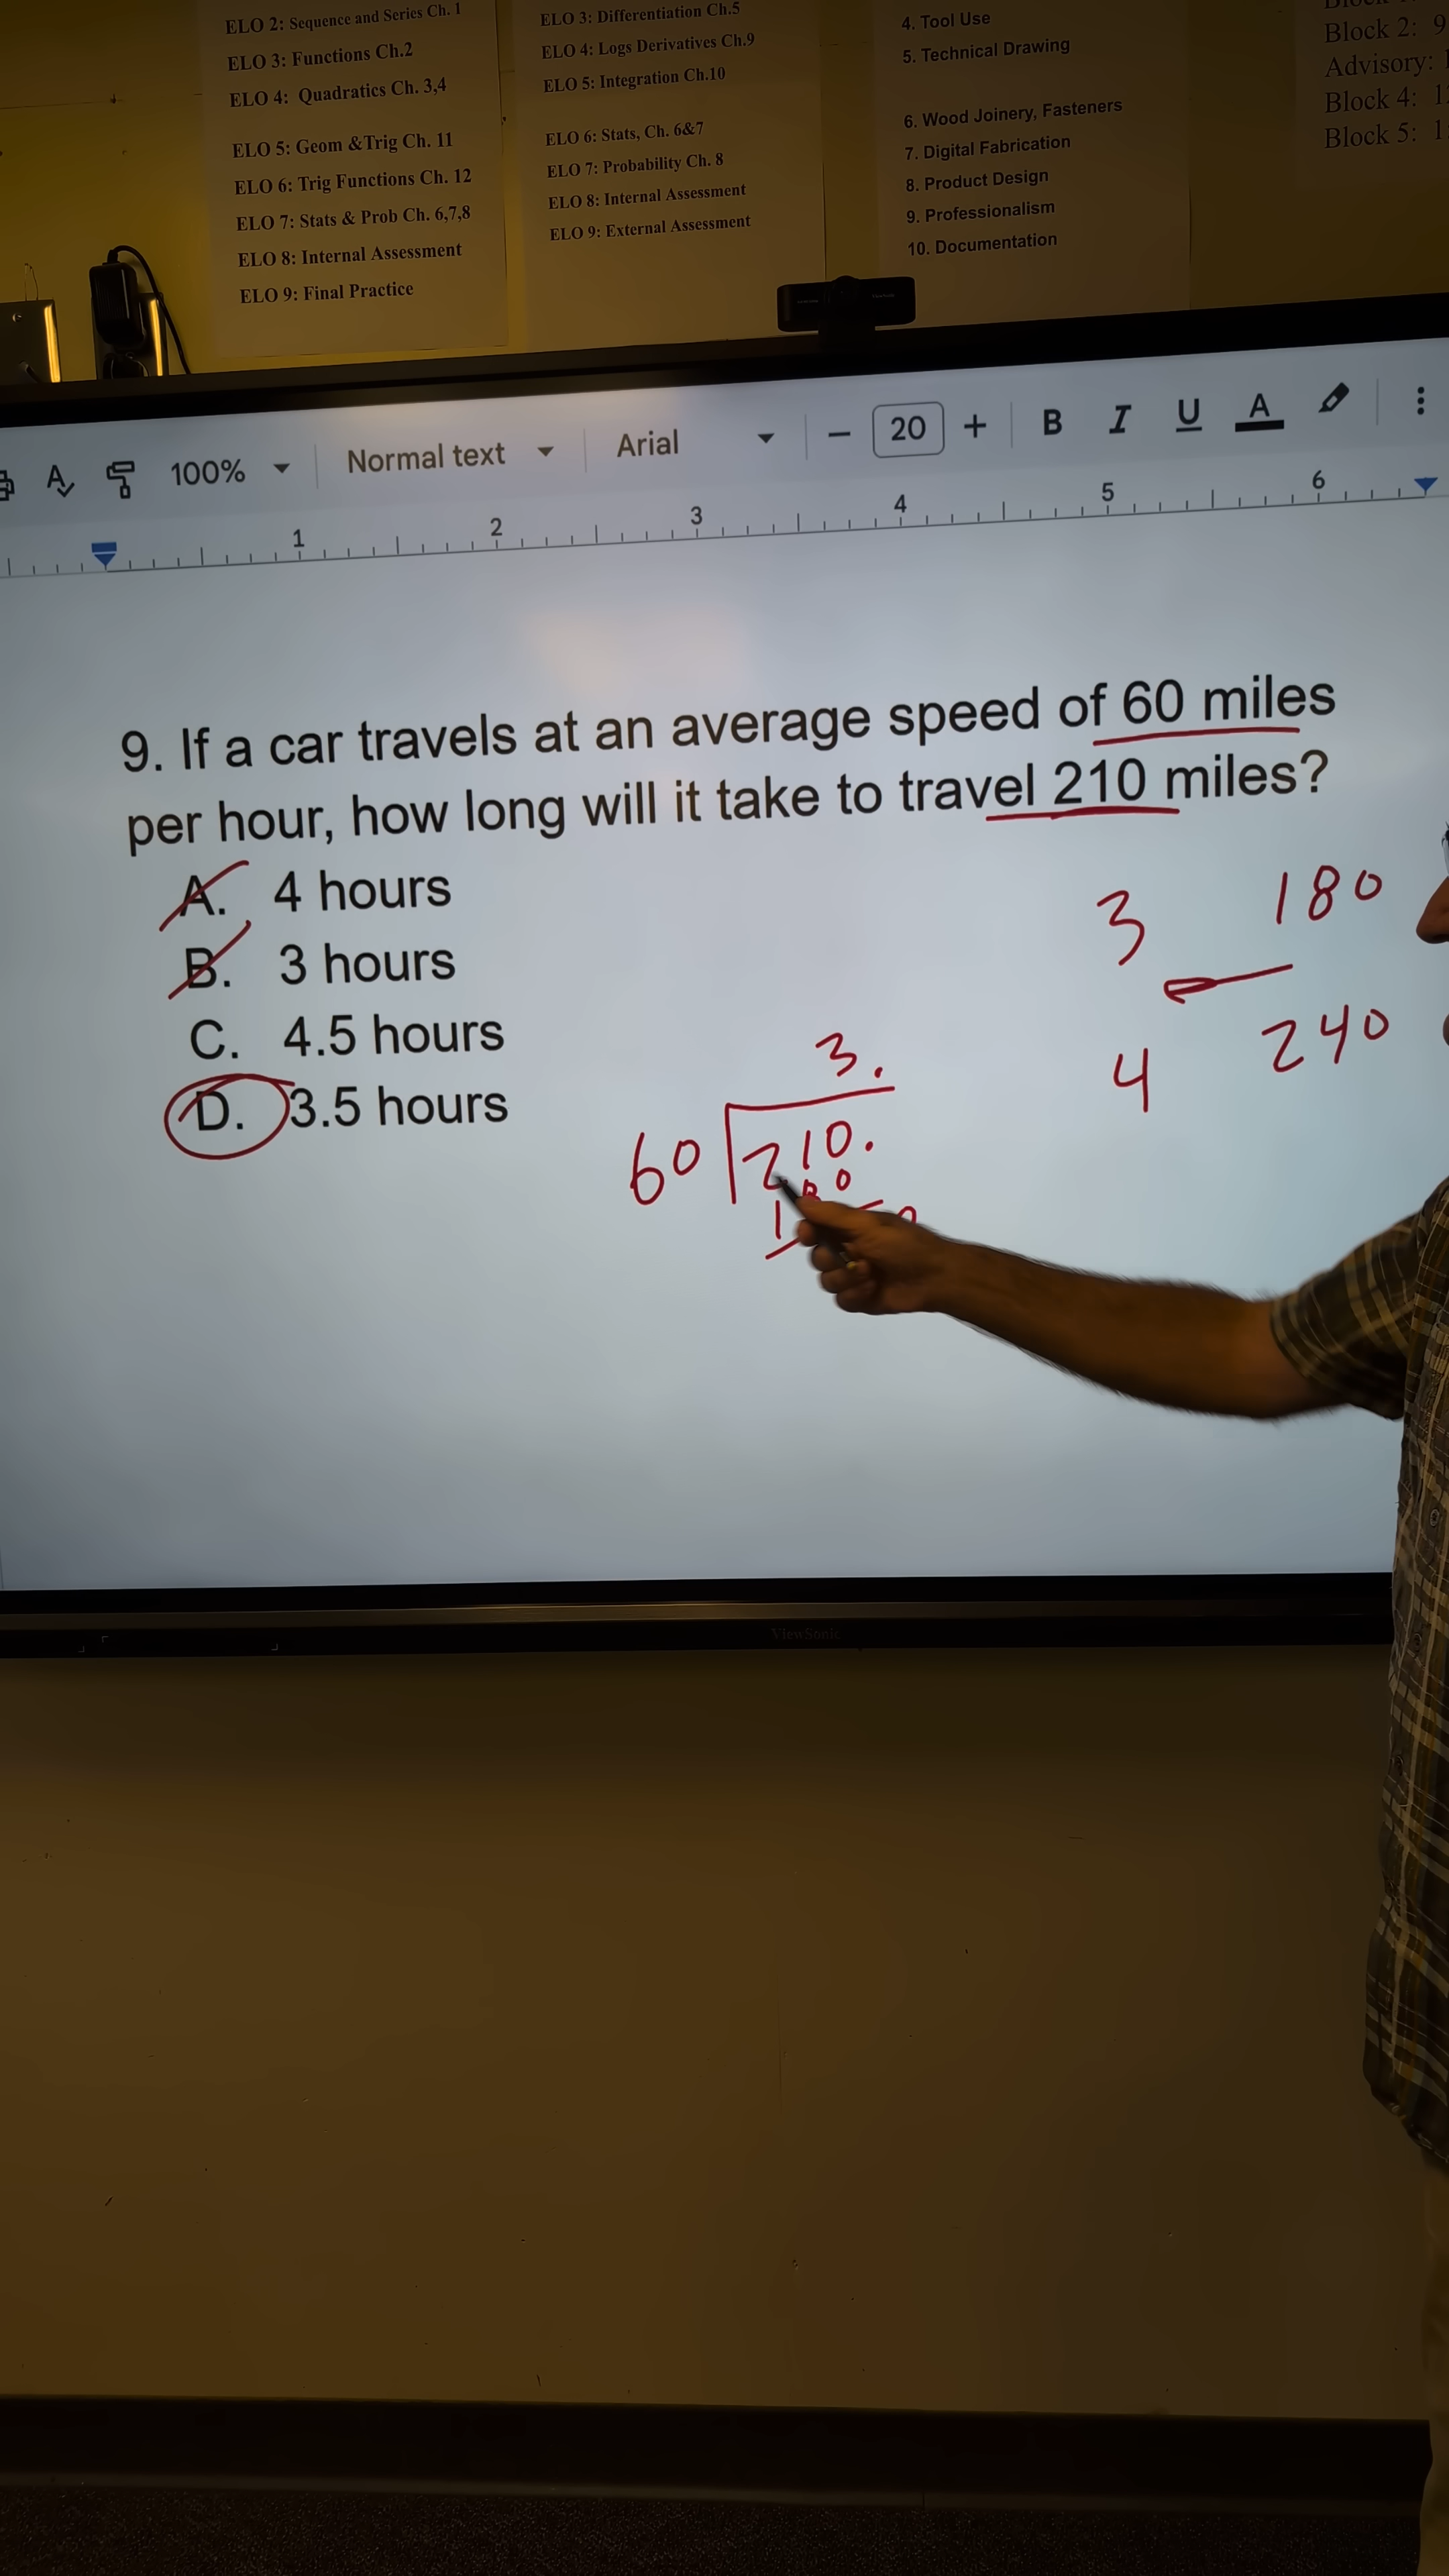 ELO 2: Sequence and Series Ch. 1
ELO 3: Functions Ch.2
ELO 4: Quadratics Ch. 3,4
ELO 5: Geom &Trig Ch. 11
ELO 6: Trig Functions Ch. 12
ELO 7: Stats & Prob Ch. 6,7,8
ELO 8: Internal Assessment
ELO 9: Final Practice
ELO 3: Differentiation Ch.5
ELO 4: Logs Derivatives Ch.9
ELO 5: Integration Ch.10
ELO 6: Stats, Ch. 6&7
ELO 7: Probability Ch. 8
ELO 8: Internal Assessment
ELO 9: External Assessment
4. Tool Use
5. Technical Drawing
6. Wood Joinery, Fasteners
7. Digital Fabrication
8. Product Design
9. Professionalism
10. Documentation
Block 2: 9
Advisory:
Block 4: 1
Block 5: 1
100% Normal text Arial − 20 + B I U A
1 2 3 4 5 6
9. If a car travels at an average speed of 60 miles
per hour, how long will it take to travel 210 miles?
A. 4 hours
B. 3 hours
C. 4.5 hours
D. 3.5 hours
3 180
4 240
3.
60 210.
ViewSonic